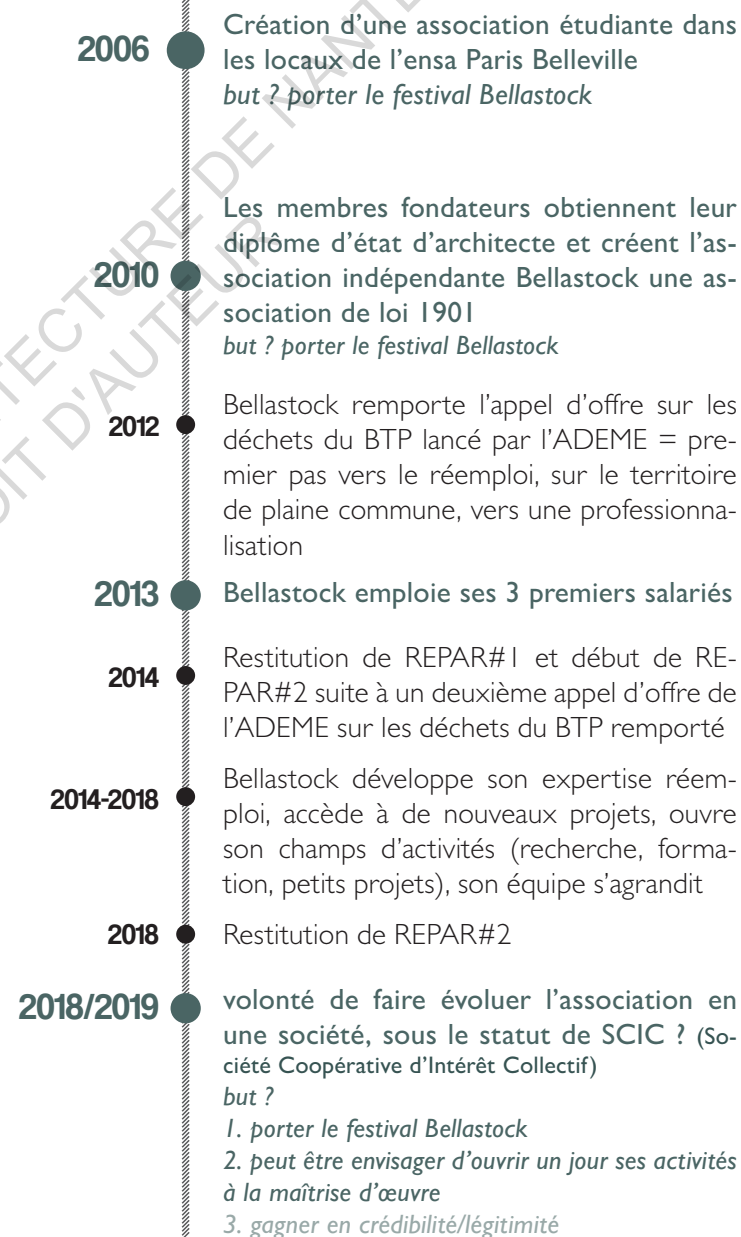 2006
Création d'une association étudiante dans
les locaux de l'ensa Paris Belleville
but ? porter le festival Bellastock
2010
Les membres fondateurs obtiennent leur
diplôme d'état d'architecte et créent l'as-
sociation indépendante Bellastock une as-
sociation de loi 1901
but ? porter le festival Bellastock
2012
Bellastock remporte l'appel d'offre sur les
déchets du BTP lancé par l'ADEME = pre-
mier pas vers le réemploi, sur le territoire
de plaine commune, vers une professionna-
lisation
2013
Bellastock emploie ses 3 premiers salariés
2014
Restitution de REPAR#1 et début de RE-
PAR#2 suite à un deuxième appel d'offre de
l'ADEME sur les déchets du BTP remporté
2014-2018
Bellastock développe son expertise réem-
ploi, accède à de nouveaux projets, ouvre
son champs d'activités (recherche, forma-
tion, petits projets), son équipe s'agrandit
2018
Restitution de REPAR#2
2018/2019
volonté de faire évoluer l'association en
une société, sous le statut de SCIC ? (So-
ciété Coopérative d'Intérêt Collectif)
but ?
1. porter le festival Bellastock
2. peut être envisager d'ouvrir un jour ses activités
à la maîtrise d'œuvre
3. gagner en crédibilité/légitimité
DE NANTE
D'AUTEUR